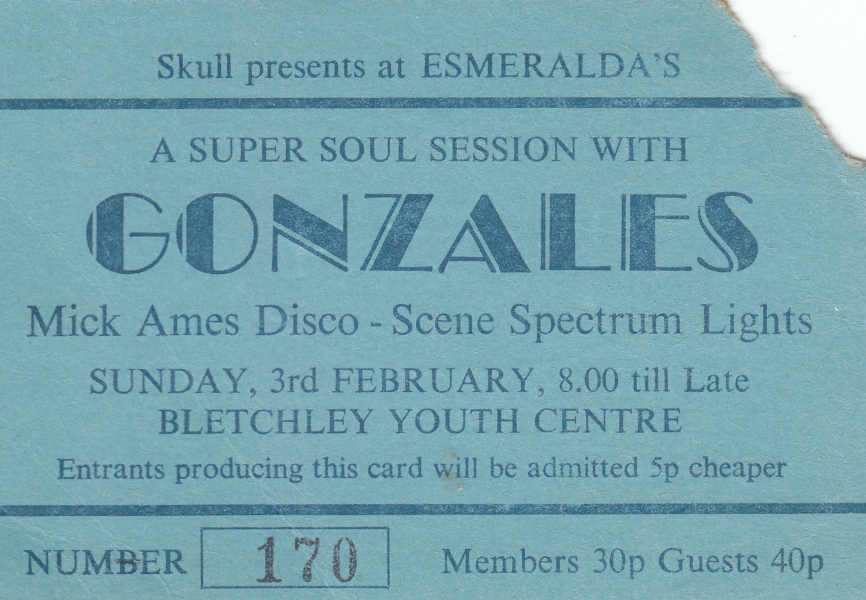 Skull presents at ESMERALDA'S
A SUPER SOUL SESSION WITH
GONZALES
Mick Ames Disco - Scene Spectrum Lights
SUNDAY, 3rd FEBRUARY, 8.00 till Late
BLETCHLEY YOUTH CENTRE
Entrants producing this card will be admitted 5p cheaper
NUMBER 170 Members 30p Guests 40p